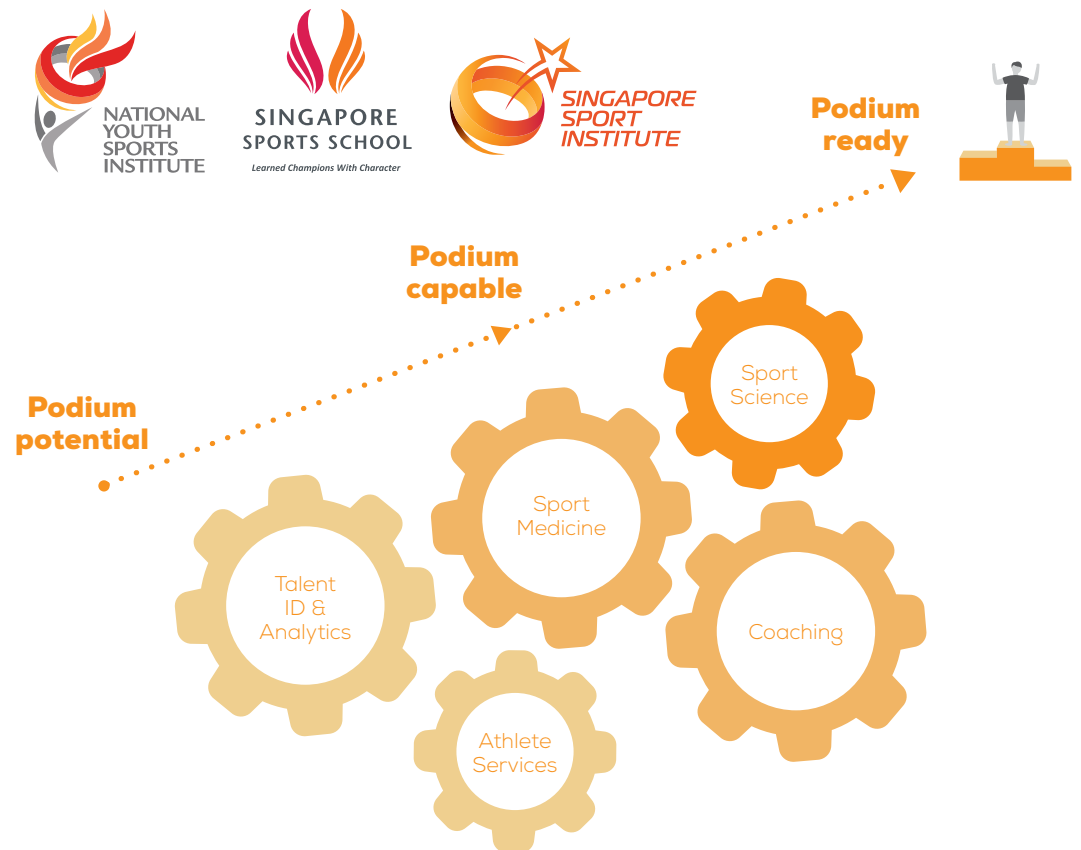 NATIONAL
YOUTH
SPORTS
INSTITUTE
SINGAPORE
SPORTS SCHOOL
Learned Champions With Character
SINGAPORE
SPORT
INSTITUTE
Podium
ready
Podium
capable
Podium
potential
Sport
Science
Sport
Medicine
Talent
ID &
Analytics
Coaching
Athlete
Services